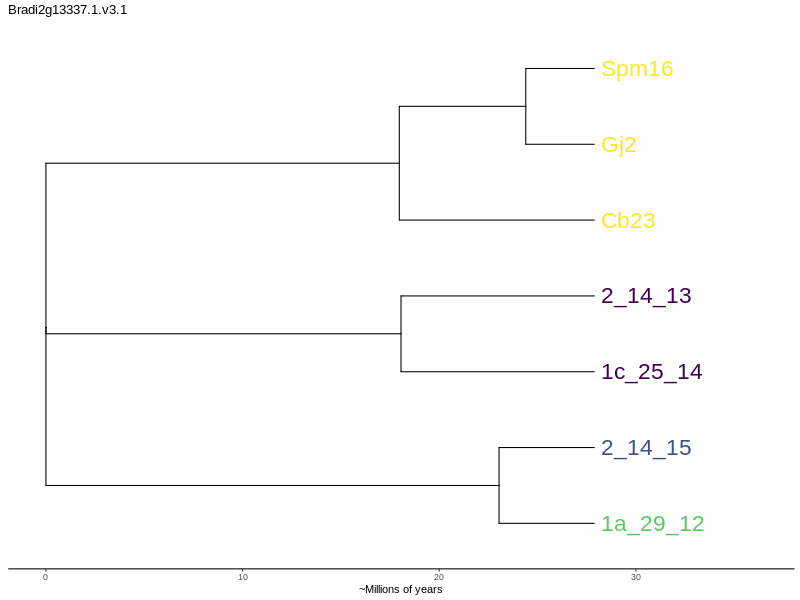 Bradi2g13337.1.v3.1
Spm16
Gj2
Cb23
2_14_13
1c_25_14
2_14_15
1a_29_12
0 10 20 30
~Millions of years